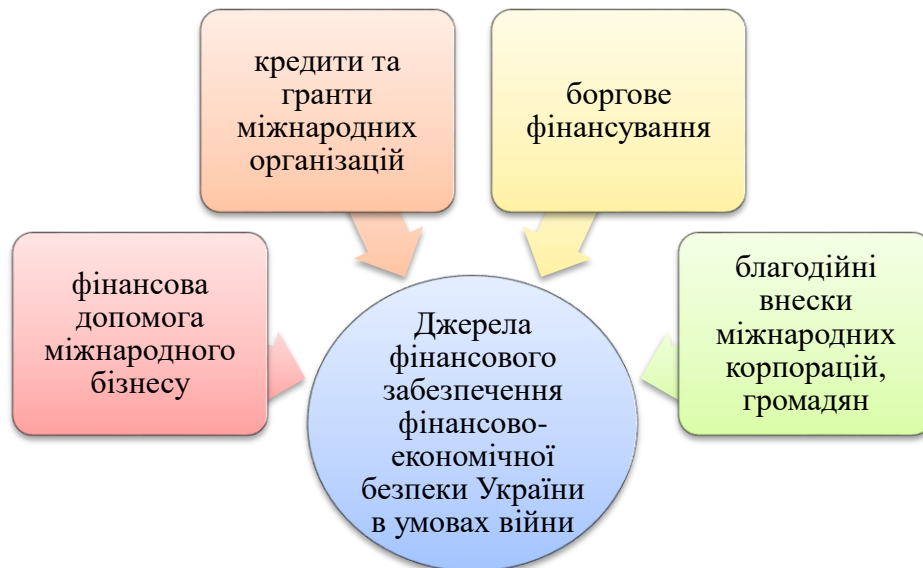 кредити та
гранти
міжнародних
організацій
боргове
фінансування
фінансова
допомога
міжнародного
бізнесу
благодійні
внески
міжнародних
корпорацій,
громадян
Джерела
фінансового
забезпечення
фінансово-
економічної
безпеки України
в умовах війни